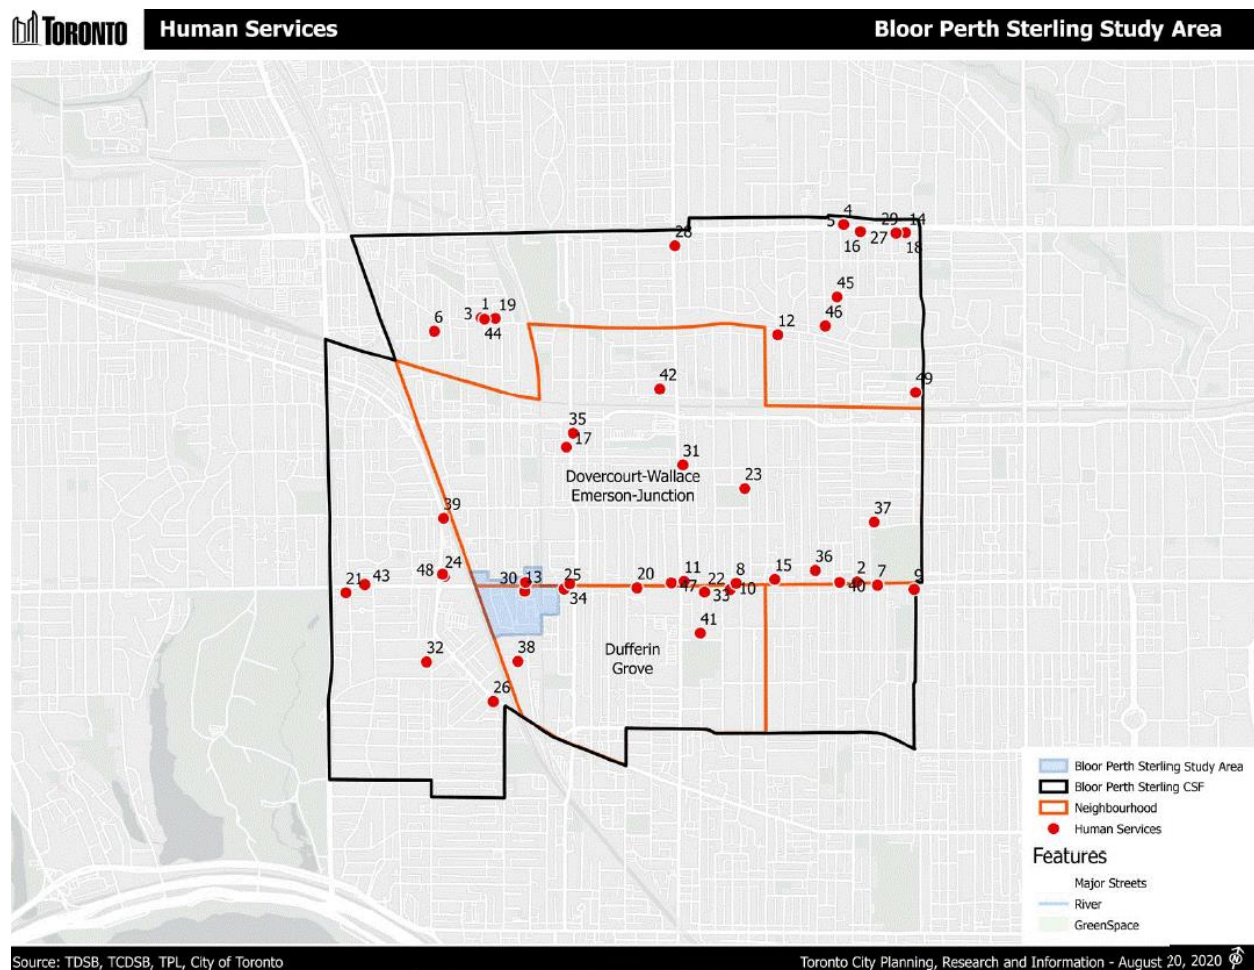 TORONTO Human Services Bloor Perth Sterling Study Area
4
5 29 14
28 16 27 18
45
1 19
6 3 46
44 12
42 49
35
17
31
Dovercourt-Wallace 23
Emerson-Junction
39 37
36
48 24 30 13 25 20 11 8 15 2 7 9
21 43 34 47 22 33 10 40
41
32 38 Dufferin
Grove
26
Bloor Perth Sterling Study Area
Bloor Perth Sterling CSF
Neighbourhood
Human Services
Features
Major Streets
River
GreenSpace
Source: TDSB, TCDSB, TPL, City of Toronto Toronto City Planning, Research and Information - August 20, 2020